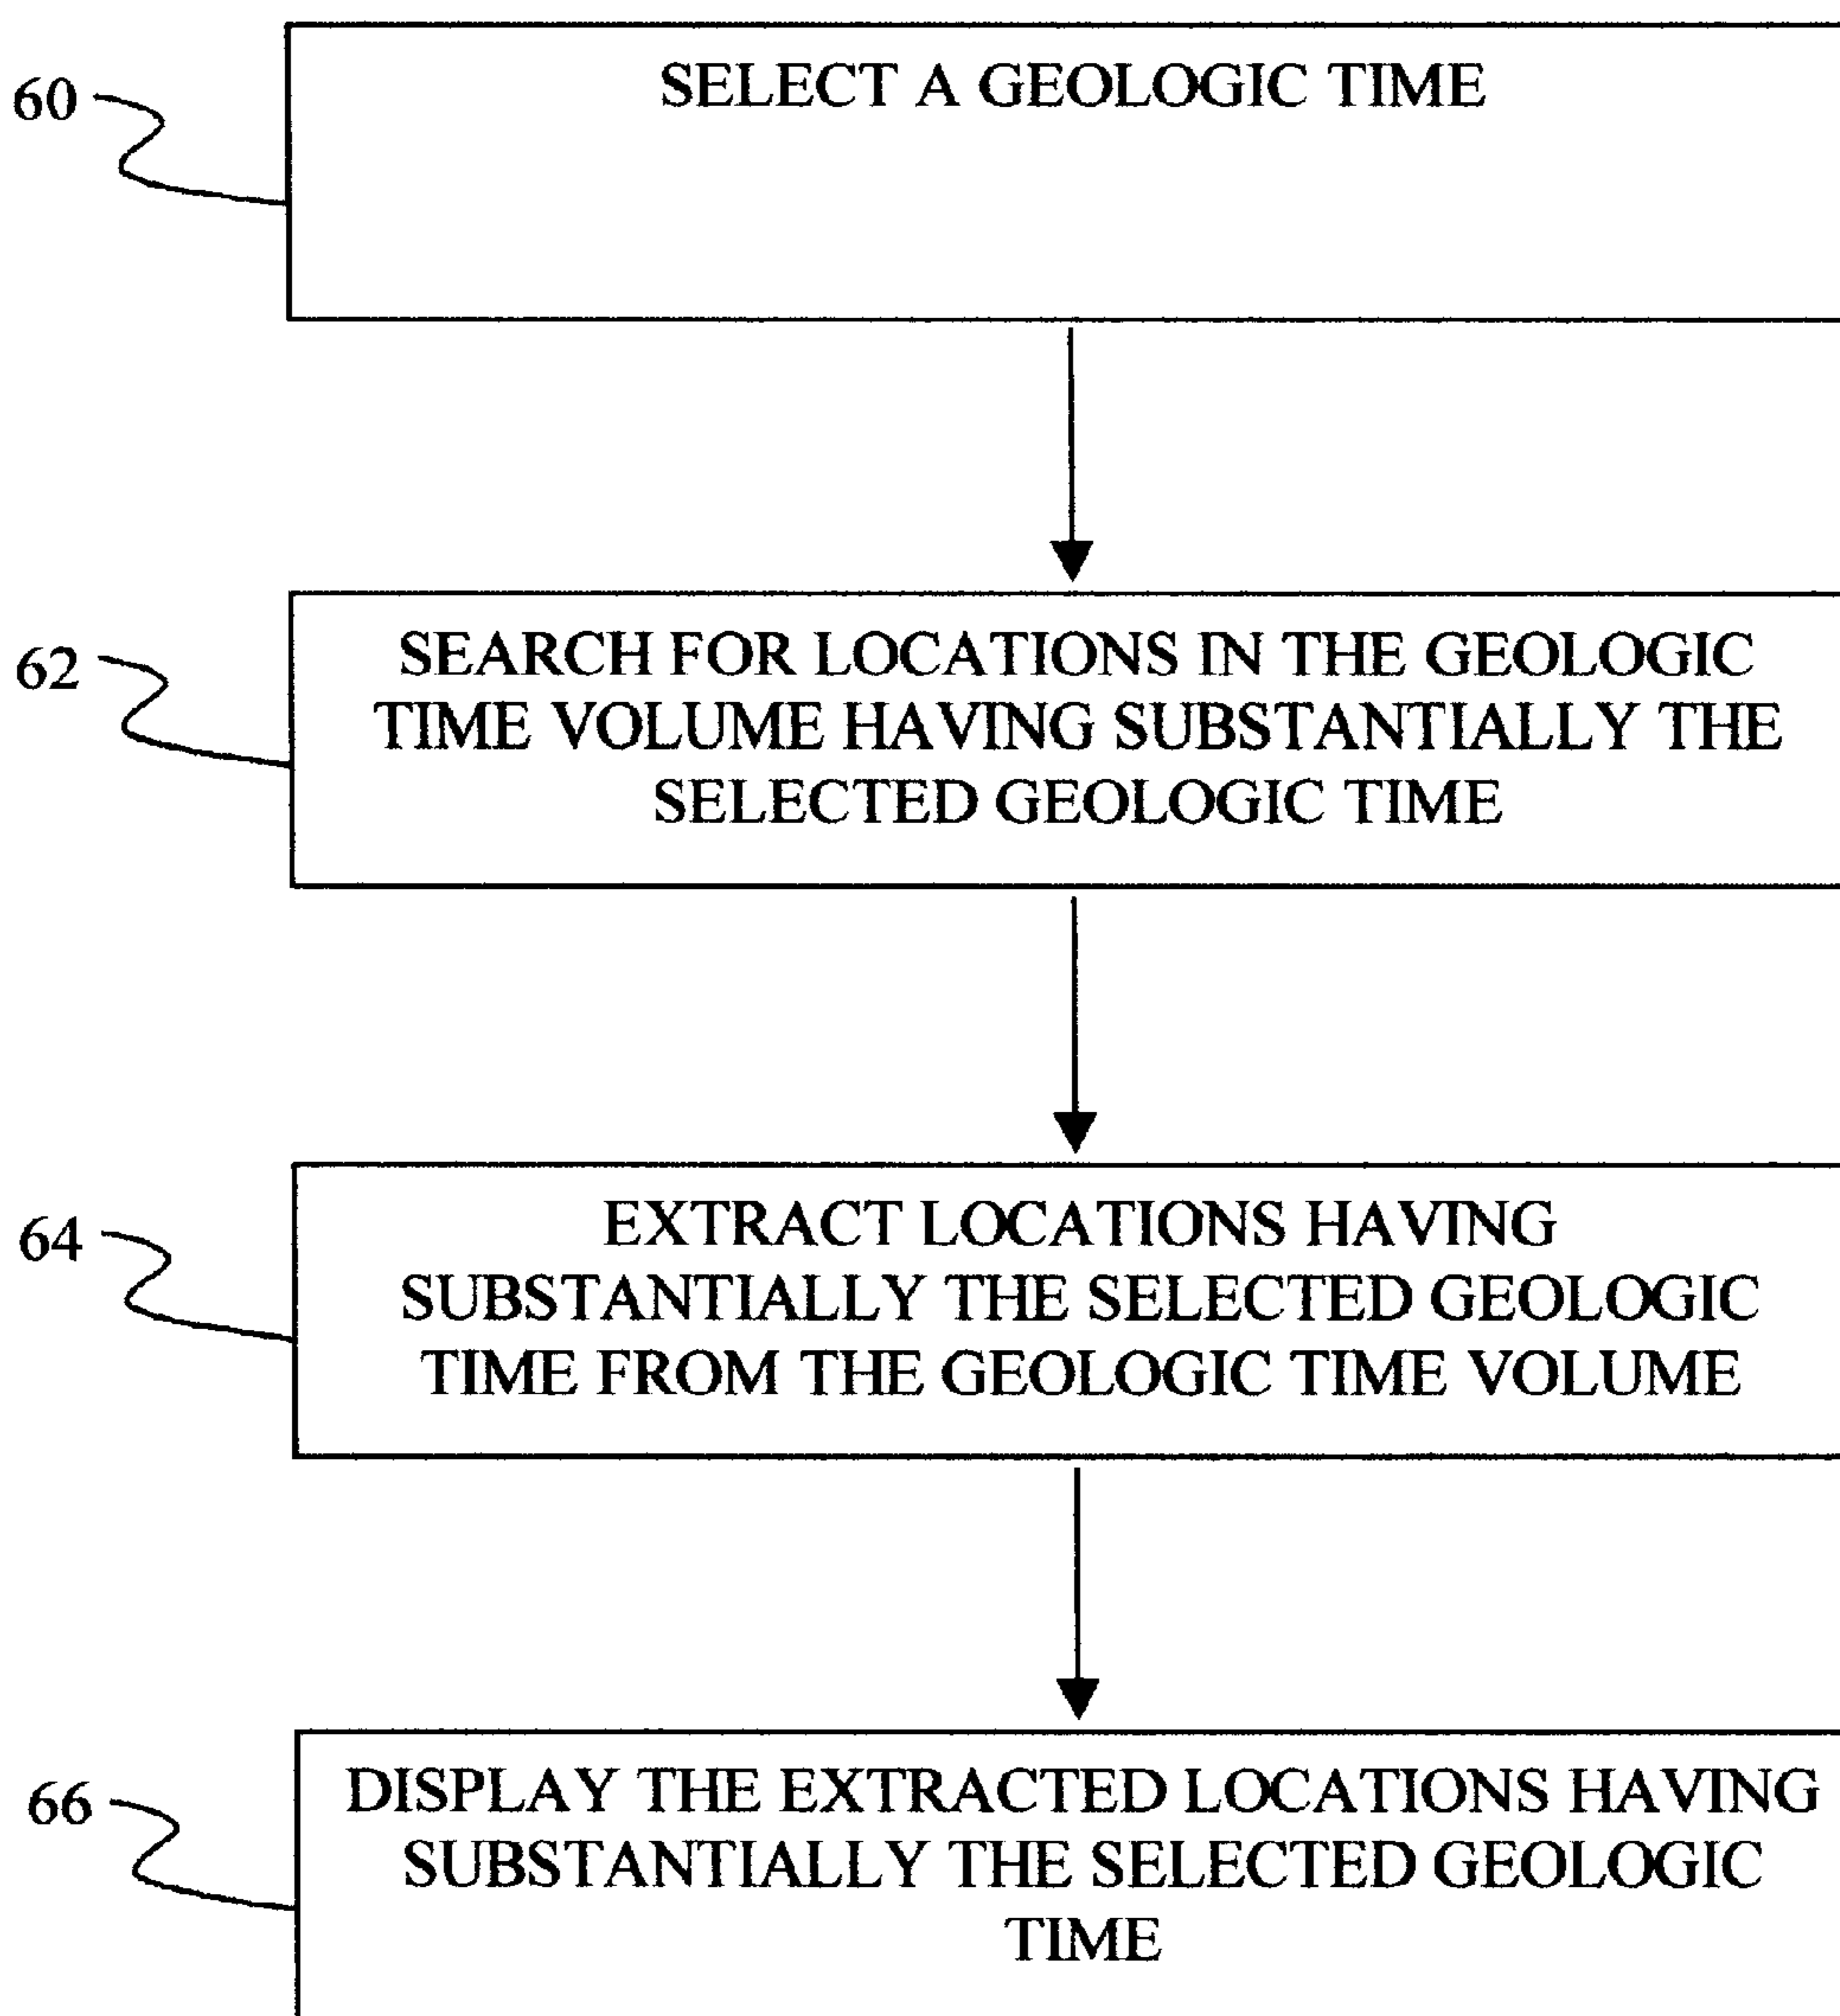 60
SELECT A GEOLOGIC TIME
62
SEARCH FOR LOCATIONS IN THE GEOLOGIC
TIME VOLUME HAVING SUBSTANTIALLY THE
SELECTED GEOLOGIC TIME
64
EXTRACT LOCATIONS HAVING
SUBSTANTIALLY THE SELECTED GEOLOGIC
TIME FROM THE GEOLOGIC TIME VOLUME
66
DISPLAY THE EXTRACTED LOCATIONS HAVING
SUBSTANTIALLY THE SELECTED GEOLOGIC
TIME